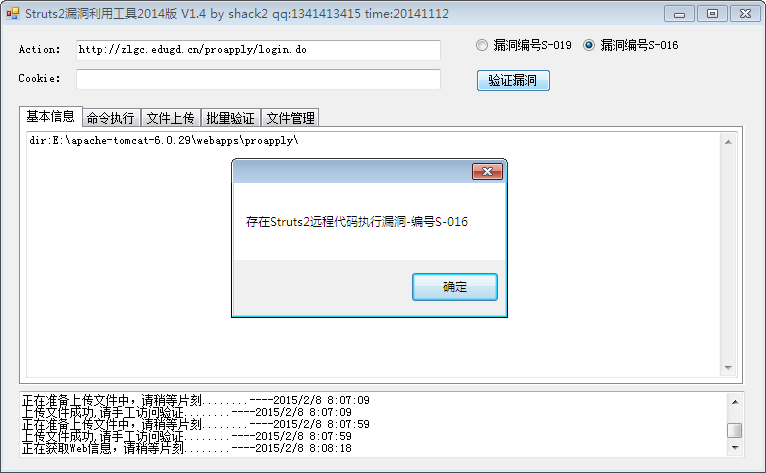 Struts2漏洞利用工具2014版 V1.4 by shack2 qq:1341413415 time:20141112
Action: http://zlgc.edugd.cn/proapply/login.do 漏洞编号S-019 漏洞编号S-016
Cookie: 验证漏洞
基本信息 命令执行 文件上传 批量验证 文件管理
dir:E:\apache-tomcat-6.0.29\webapps\proapply\
存在Struts2远程代码执行漏洞-编号S-016
确定
正在准备上传文件中，请稍等片刻........----2015/2/8 8:07:09
上传文件成功,请手工访问验证........----2015/2/8 8:07:09
正在准备上传文件中，请稍等片刻........----2015/2/8 8:07:59
上传文件成功,请手工访问验证........----2015/2/8 8:07:59
正在获取Web信息，请稍等片刻........----2015/2/8 8:08:18